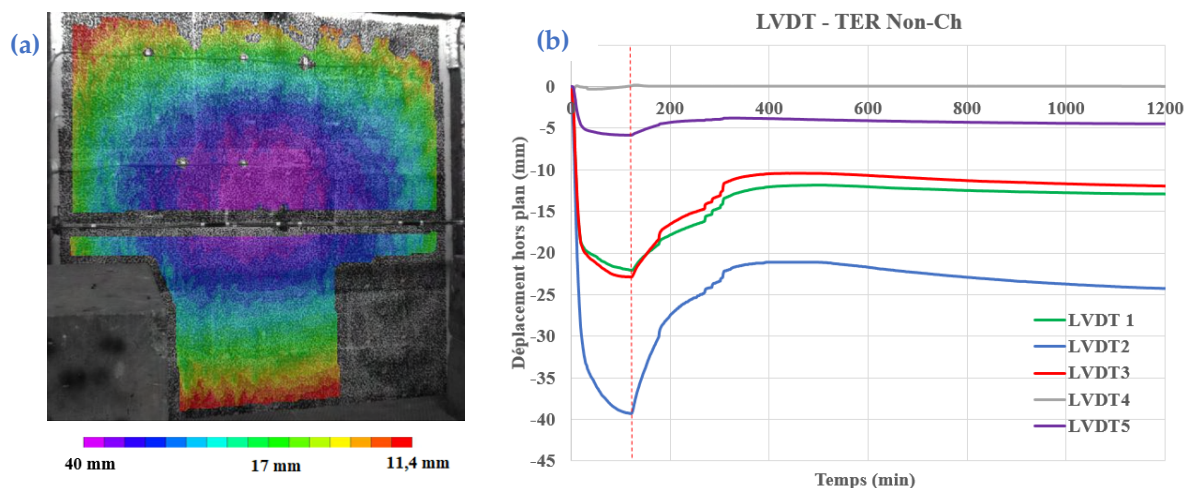 (a)
40 mm
17 mm
11,4 mm
(b)
LVDT - TER Non-Ch
Déplacement hors plan (mm)
5
0
-5
-10
-15
-20
-25
-30
-35
-40
-45
0
200
400
600
800
1000
1200
Temps (min)
LVDT 1
LVDT2
LVDT3
LVDT4
LVDT5